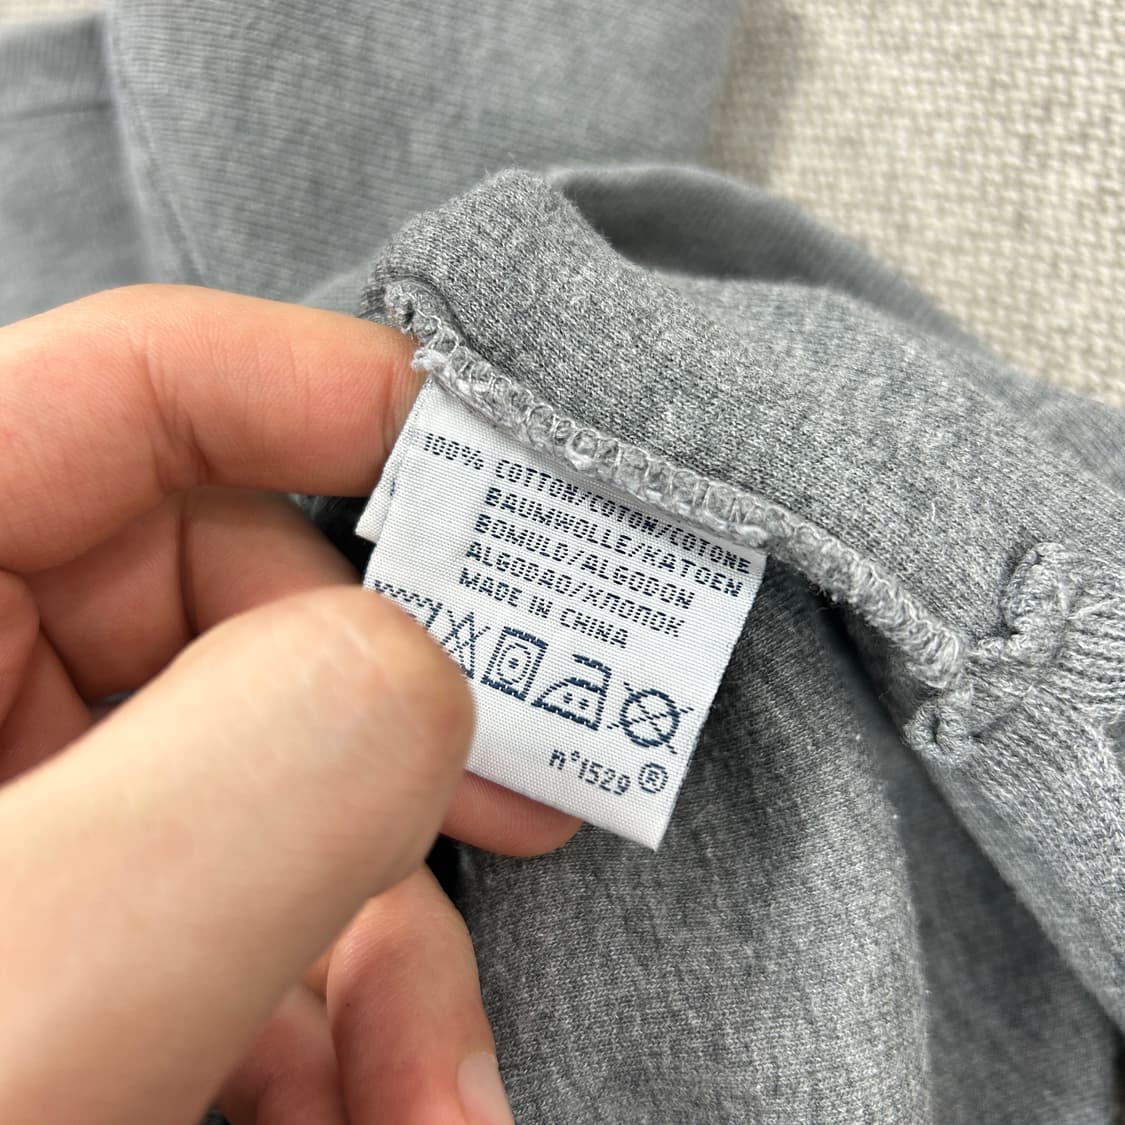 100% COTTON/COTON/COTONE
BAUMWOLLE/KATOEN
BOMULD/ALGODON
ALGODAO/ХЛОПОК
MADE IN CHINA
n°1529 ®